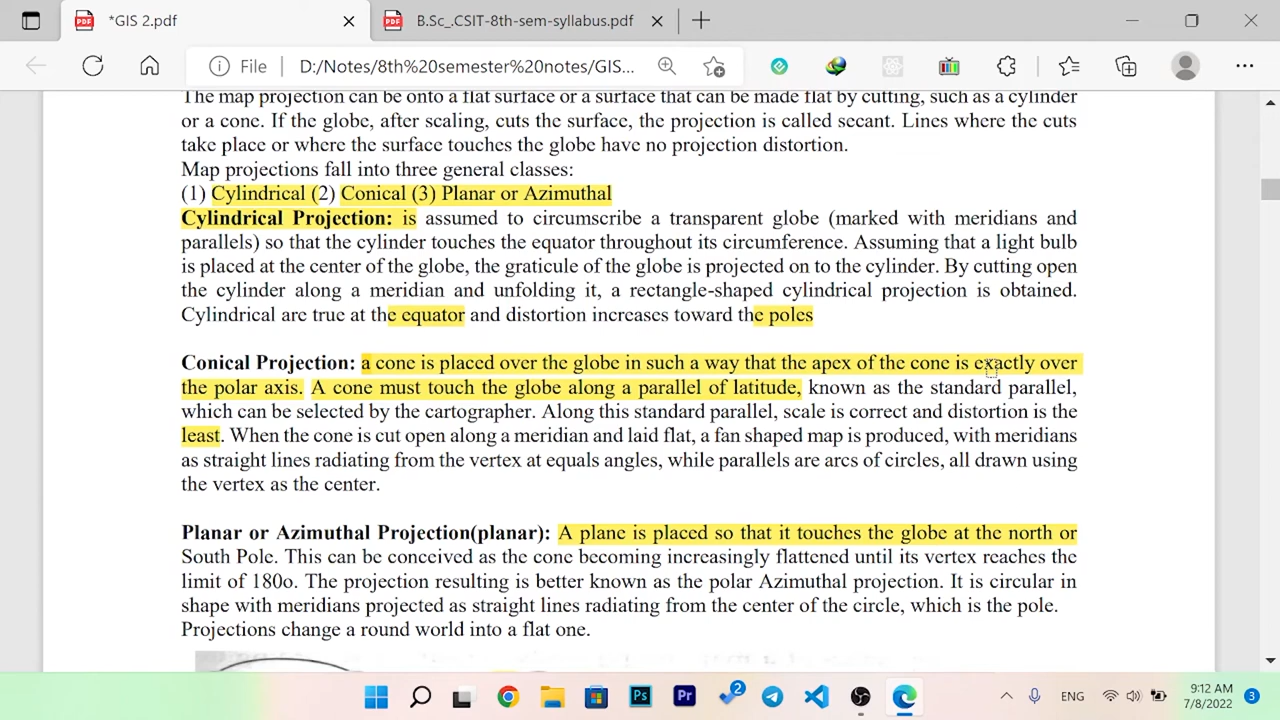 *GIS 2.pdf
B.Sc_.CSIT-8th-sem-syllabus.pdf
File
D:/Notes/8th%20semester%20notes/GIS...
The map projection can be onto a flat surface or a surface that can be made flat by cutting, such as a cylinder
or a cone. If the globe, after scaling, cuts the surface, the projection is called secant. Lines where the cuts
take place or where the surface touches the globe have no projection distortion.
Map projections fall into three general classes:
(1) Cylindrical (2) Conical (3) Planar or Azimuthal
Cylindrical Projection: is assumed to circumscribe a transparent globe (marked with meridians and
parallels) so that the cylinder touches the equator throughout its circumference. Assuming that a light bulb
is placed at the center of the globe, the graticule of the globe is projected on to the cylinder. By cutting open
the cylinder along a meridian and unfolding it, a rectangle-shaped cylindrical projection is obtained.
Cylindrical are true at the equator and distortion increases toward the poles
Conical Projection: a cone is placed over the globe in such a way that the apex of the cone is exactly over
the polar axis. A cone must touch the globe along a parallel of latitude, known as the standard parallel,
which can be selected by the cartographer. Along this standard parallel, scale is correct and distortion is the
least. When the cone is cut open along a meridian and laid flat, a fan shaped map is produced, with meridians
as straight lines radiating from the vertex at equals angles, while parallels are arcs of circles, all drawn using
the vertex as the center.
Planar or Azimuthal Projection(planar): A plane is placed so that it touches the globe at the north or
South Pole. This can be conceived as the cone becoming increasingly flattened until its vertex reaches the
limit of 180o. The projection resulting is better known as the polar Azimuthal projection. It is circular in
shape with meridians projected as straight lines radiating from the center of the circle, which is the pole.
Projections change a round world into a flat one.
Ps
Pr
2
ENG
9:12 AM
7/8/2022
3